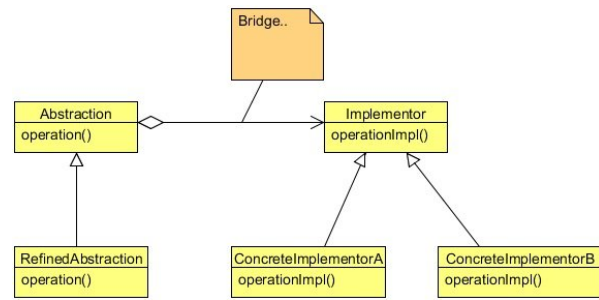 Bridge..
Abstraction
operation()
Implementor
operationImpl()
RefinedAbstraction
operation()
ConcreteImplementorA
operationImpl()
ConcreteImplementorB
operationImpl()